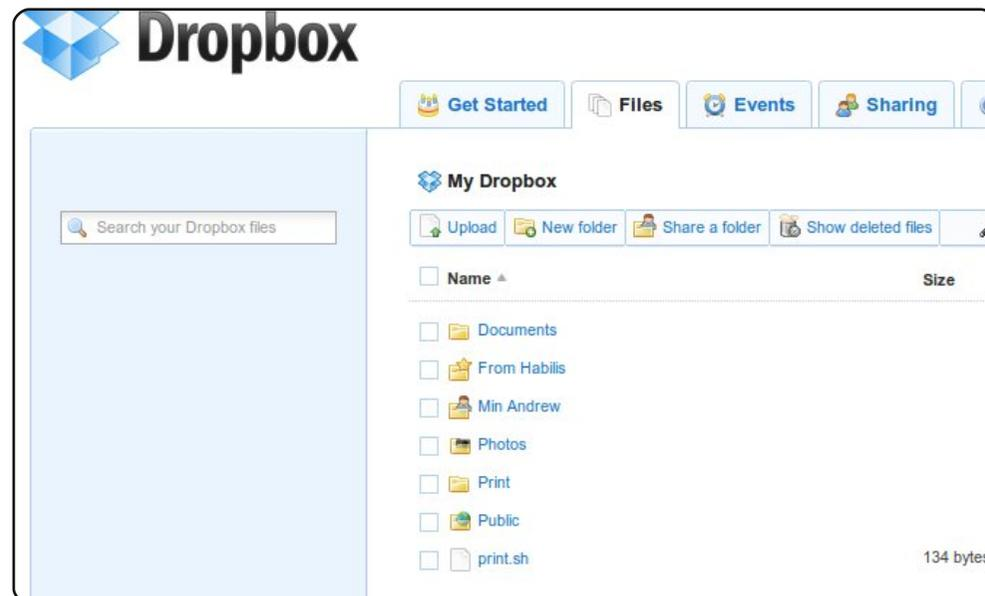 Dropbox
Get Started Files Events Sharing
My Dropbox
Search your Dropbox files
Upload New folder Share a folder Show deleted files
Name Size
Documents
From Habilis
Min Andrew
Photos
Print
Public
print.sh 134 bytes